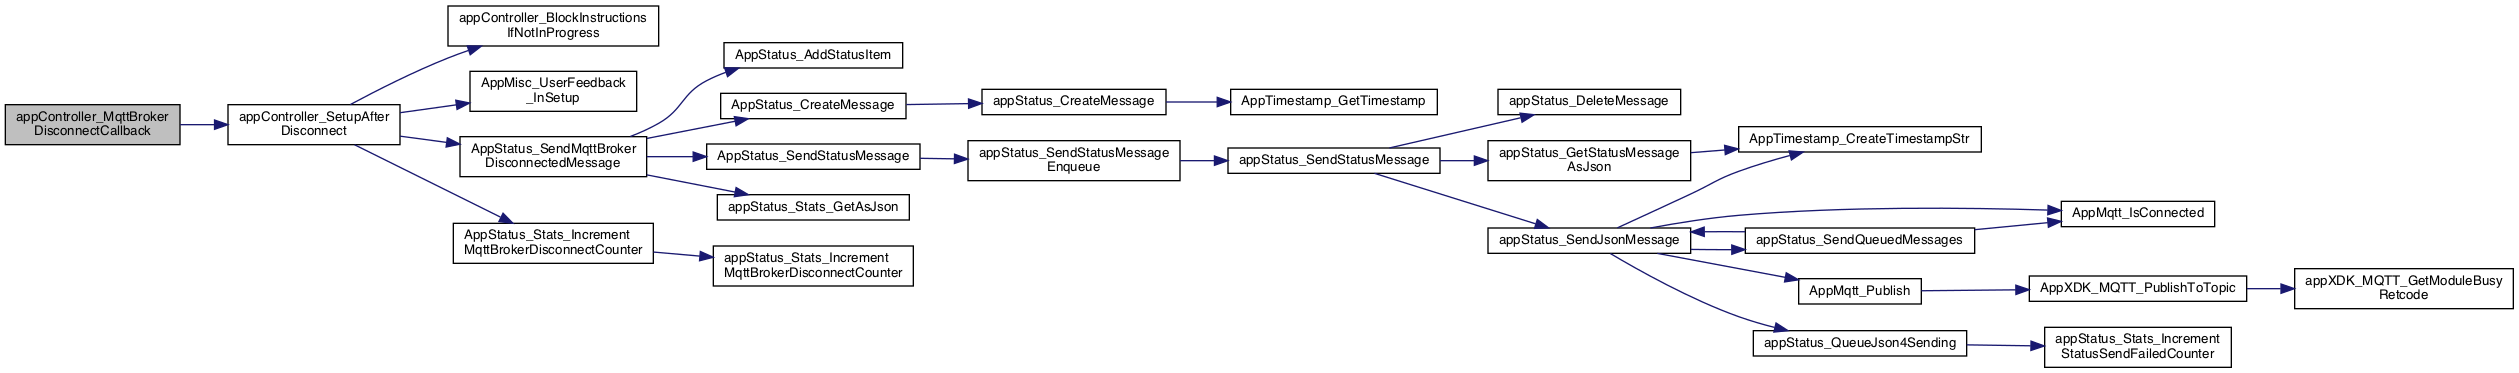 appController_MqttBroker
DisconnectCallback
appController_SetupAfter
Disconnect
appController_BlockInstructions
IfNotInProgress
AppMisc_UserFeedback
_InSetup
AppStatus_SendMqttBroker
DisconnectedMessage
AppStatus_Stats_Increment
MqttBrokerDisconnectCounter
AppStatus_AddStatusItem
AppStatus_CreateMessage
AppStatus_SendStatusMessage
appStatus_Stats_GetAsJson
appStatus_Stats_Increment
MqttBrokerDisconnectCounter
appStatus_CreateMessage
appStatus_SendStatusMessage
Enqueue
AppTimestamp_GetTimestamp
appStatus_SendStatusMessage
appStatus_DeleteMessage
appStatus_GetStatusMessage
AsJson
appStatus_SendJsonMessage
AppTimestamp_CreateTimestampStr
appStatus_SendQueuedMessages
AppMqtt_Publish
appStatus_QueueJson4Sending
AppMqtt_IsConnected
AppXDK_MQTT_PublishToTopic
appStatus_Stats_Increment
StatusSendFailedCounter
appXDK_MQTT_GetModuleBusy
Retcode